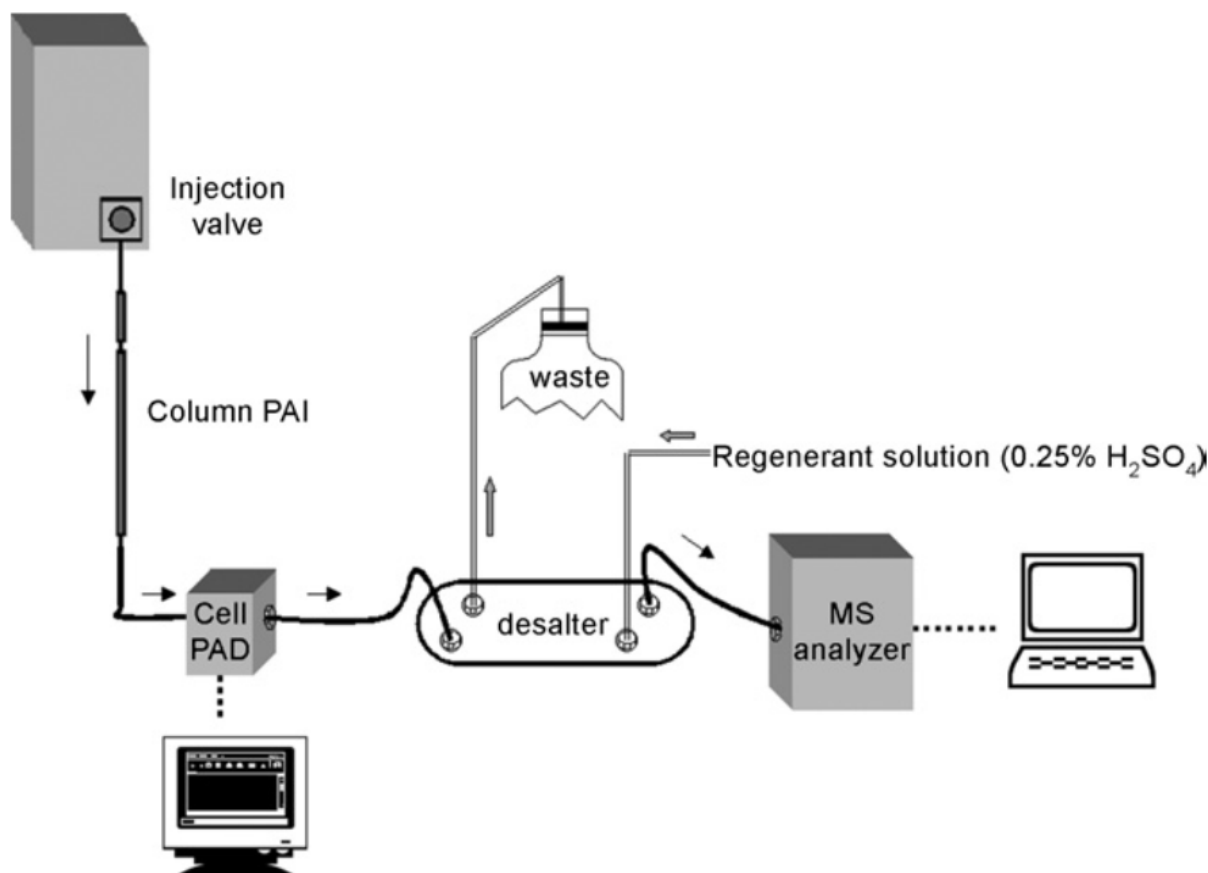 Injection
valve
Column PAI
waste
Regenerant solution (0.25% H₂SO₄)
Cell
PAD
desalter
MS
analyzer